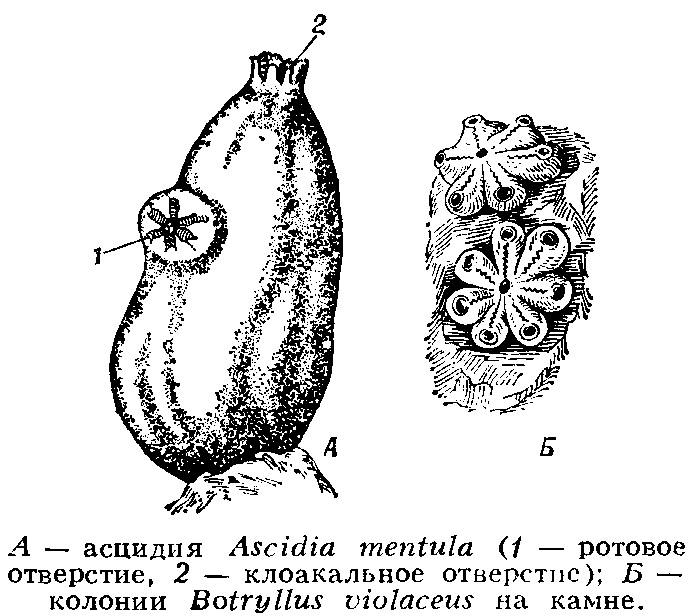 2
1
А
Б
А — асцидия Ascidia mentula (1 — ротовое
отверстие, 2 — клоакальное отверстие); Б —
колонии Botryllus violaceus на камне.